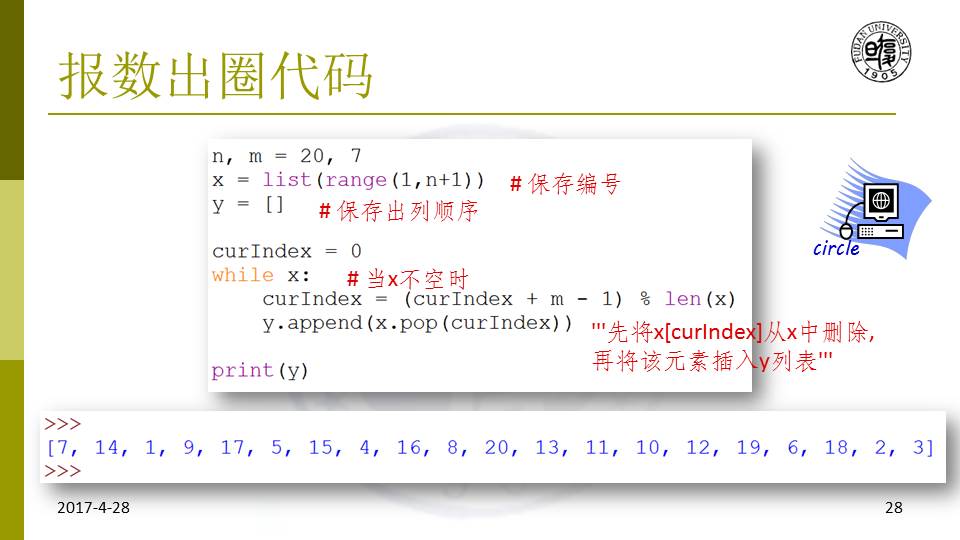 报数出圈代码
FUDAN UNIVERSITY
1905
n, m = 20, 7
x = list(range(1,n+1)) # 保存编号
y = [] # 保存出列顺序
curIndex = 0
while x: # 当x不空时
    curIndex = (curIndex + m - 1) % len(x)
    y.append(x.pop(curIndex)) '''先将x[curIndex]从x中删除,
再将该元素插入y列表'''
print(y)
circle
>>>
[7, 14, 1, 9, 17, 5, 15, 4, 16, 8, 20, 13, 11, 10, 12, 19, 6, 18, 2, 3]
>>>
2017-4-28 28